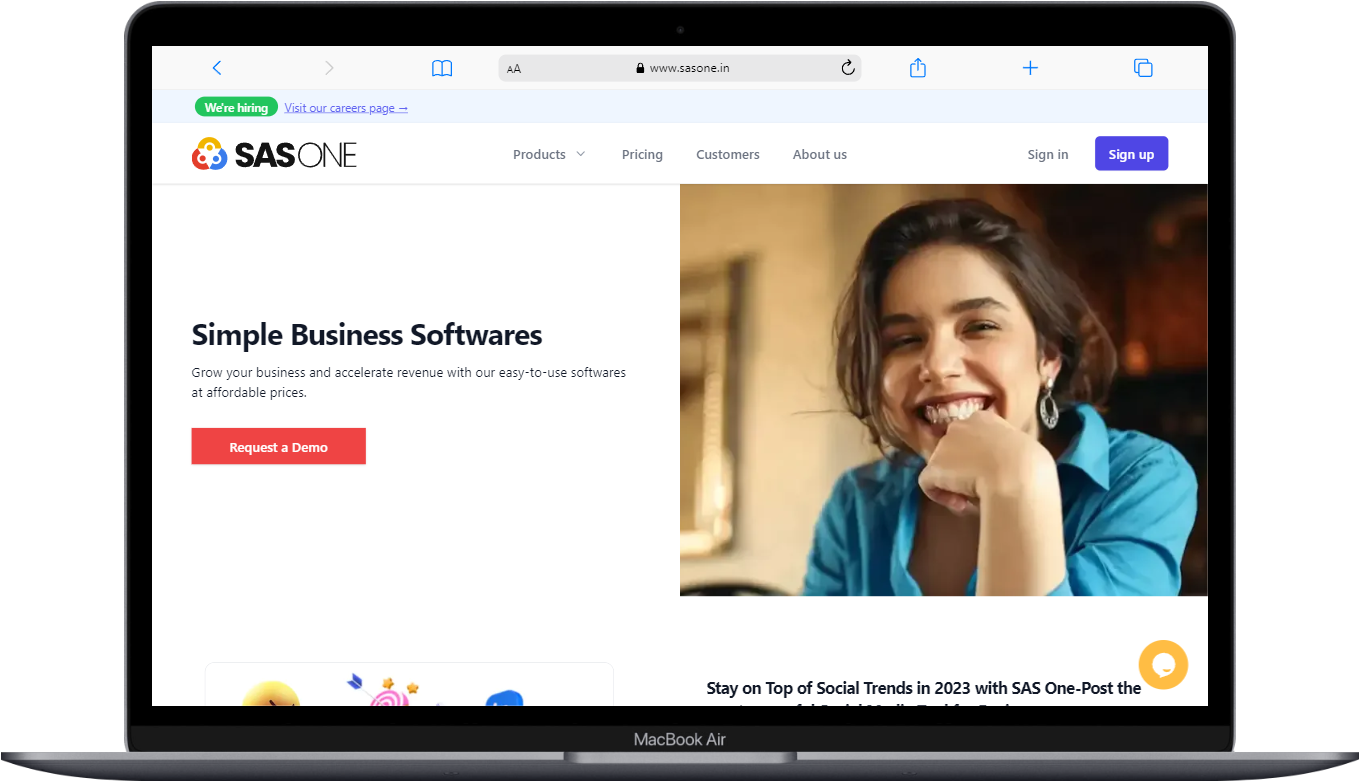 AA www.sasone.in
We're hiring Visit our careers page →
SAS ONE Products Pricing Customers About us Sign in Sign up
Simple Business Softwares
Grow your business and accelerate revenue with our easy-to-use softwares
at affordable prices.
Request a Demo
Stay on Top of Social Trends in 2023 with SAS One-Post the
MacBook Air